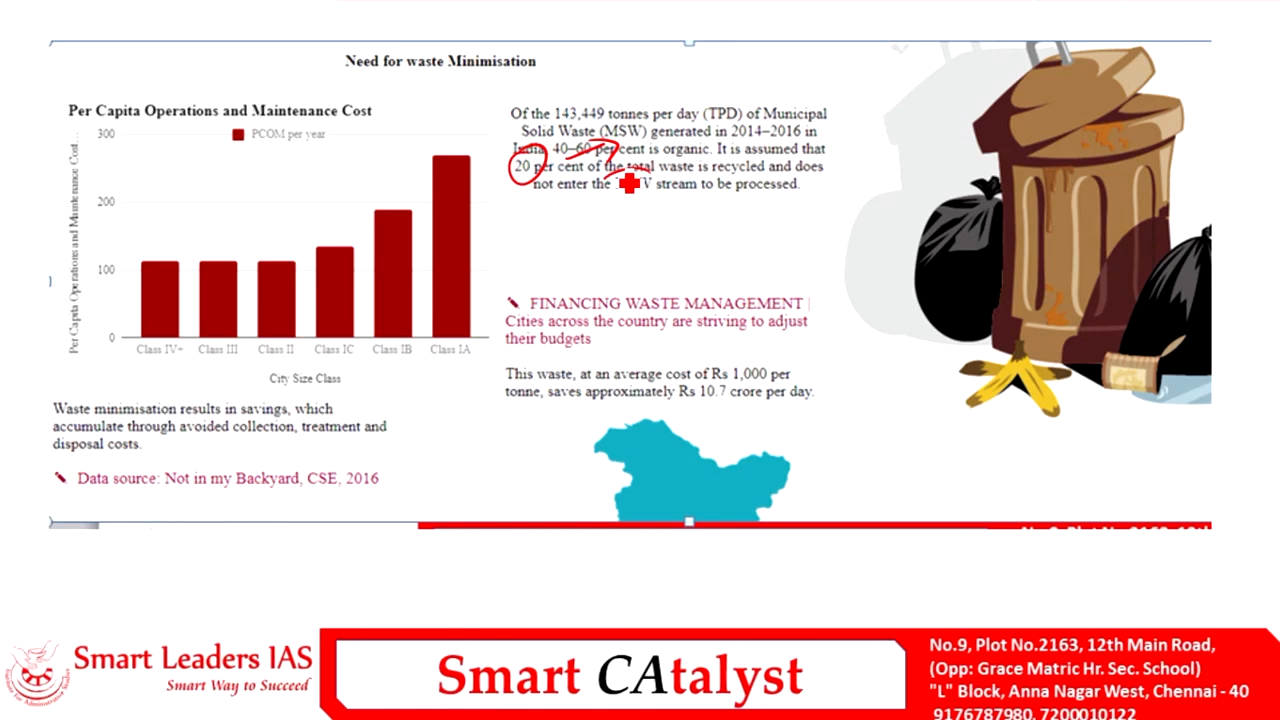 Need for waste Minimisation
Per Capita Operations and Maintenance Cost
PCOM per year
Per Capita Operations and Maintenance Cost...
300
200
100
0
Class IV+ Class III Class II Class IC Class IB Class IA
City Size Class
Waste minimisation results in savings, which
accumulate through avoided collection, treatment and
disposal costs.
Data source: Not in my Backyard, CSE, 2016
Of the 143,449 tonnes per day (TPD) of Municipal
Solid Waste (MSW) generated in 2014–2016 in
India, 40–60 per cent is organic. It is assumed that
20 per cent of the total waste is recycled and does
not enter the stream to be processed.
FINANCING WASTE MANAGEMENT |
Cities across the country are striving to adjust
their budgets
This waste, at an average cost of Rs 1,000 per
tonne, saves approximately Rs 10.7 crore per day.
Smart Leaders IAS
Smart Way to Succeed
Smart CAtalyst
No.9, Plot No.2163, 12th Main Road,
(Opp: Grace Matric Hr. Sec. School)
"L" Block, Anna Nagar West, Chennai - 40
9176787980, 7200010122